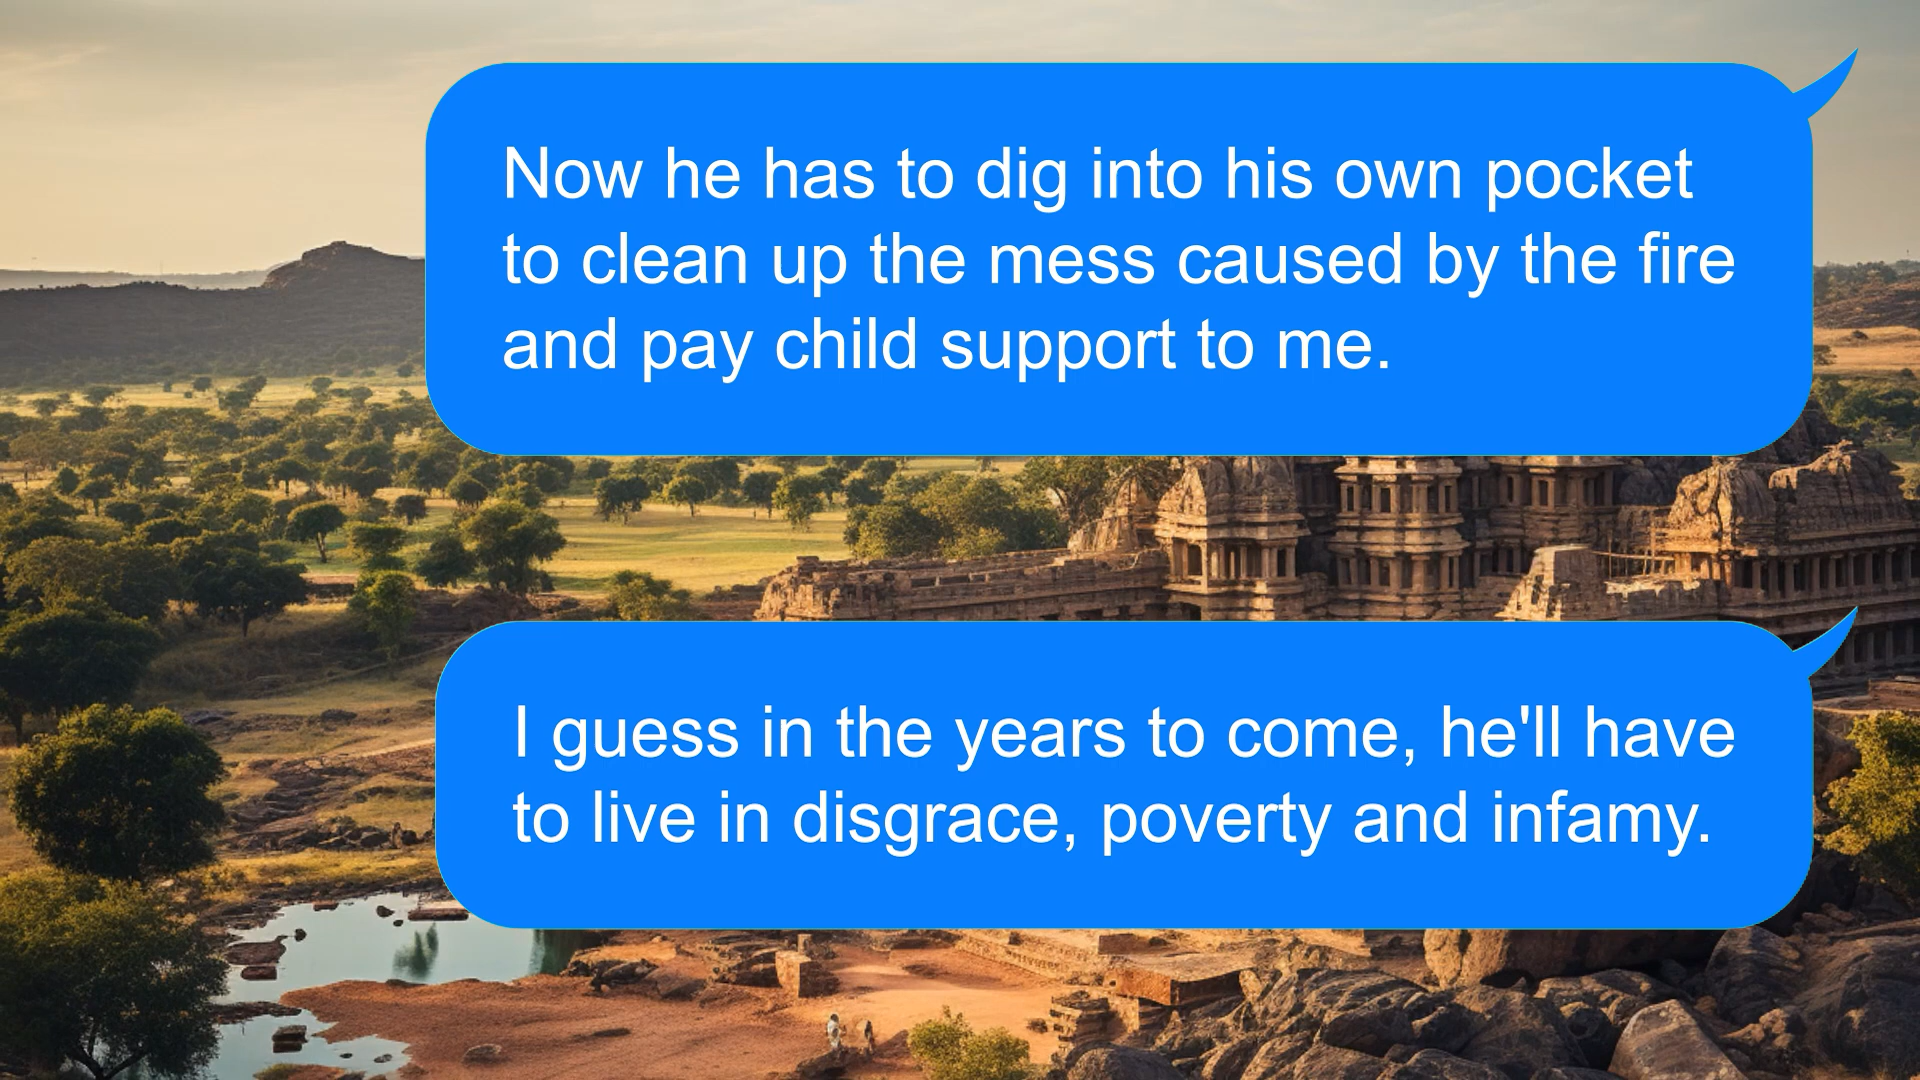 Now he has to dig into his own pocket
to clean up the mess caused by the fire
and pay child support to me.
I guess in the years to come, he'll have
to live in disgrace, poverty and infamy.